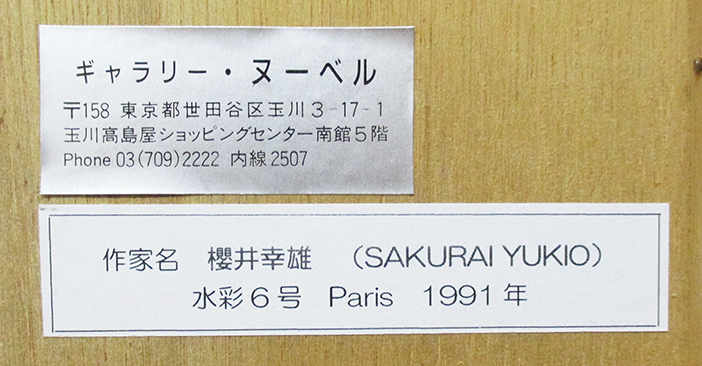 ギャラリー・ヌーベル
〒158 東京都世田谷区玉川3-17-1
玉川高島屋ショッピングセンター南館5階
Phone 03(709)2222 内線2507
作家名 櫻井幸雄 (SAKURAI YUKIO)
水彩6号 Paris 1991年